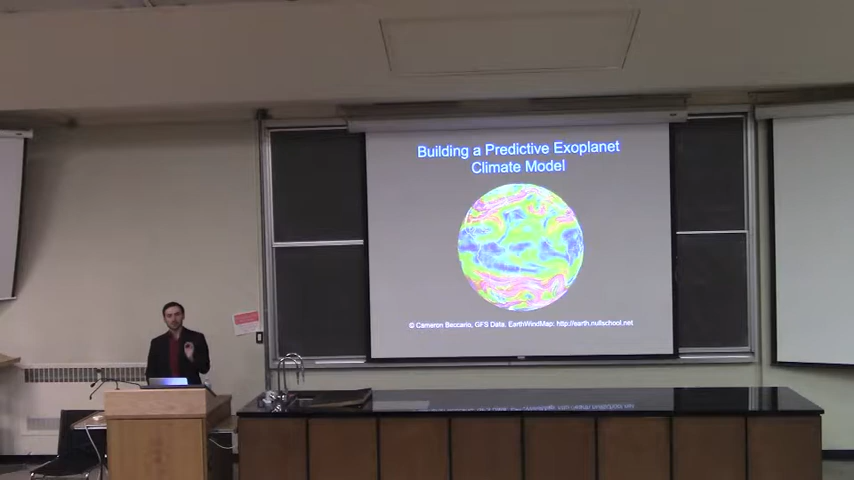 Building a Predictive Exoplanet
Climate Model
© Cameron Beccario, GFS Data, EarthWindMap: http://earth.nullschool.net